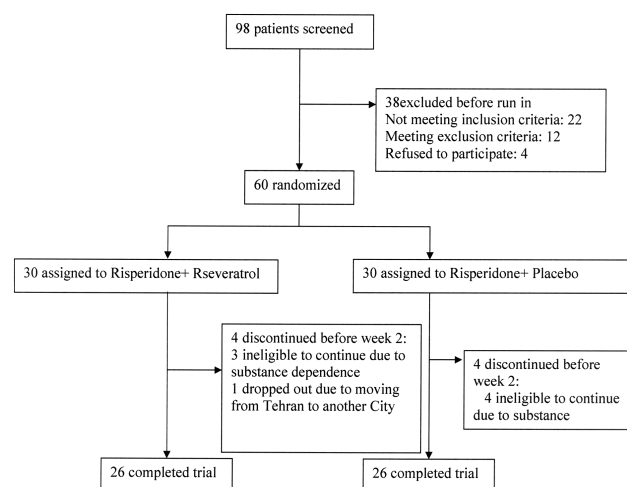 98 patients screened
38excluded before run in
Not meeting inclusion criteria: 22
Meeting exclusion criteria: 12
Refused to participate: 4
60 randomized
30 assigned to Risperidone+ Rseveratrol
30 assigned to Risperidone+ Placebo
4 discontinued before week 2:
3 ineligible to continue due to
substance dependence
1 dropped out due to moving
from Tehran to another City
4 discontinued before
week 2:
4 ineligible to continue
due to substance
26 completed trial
26 completed trial